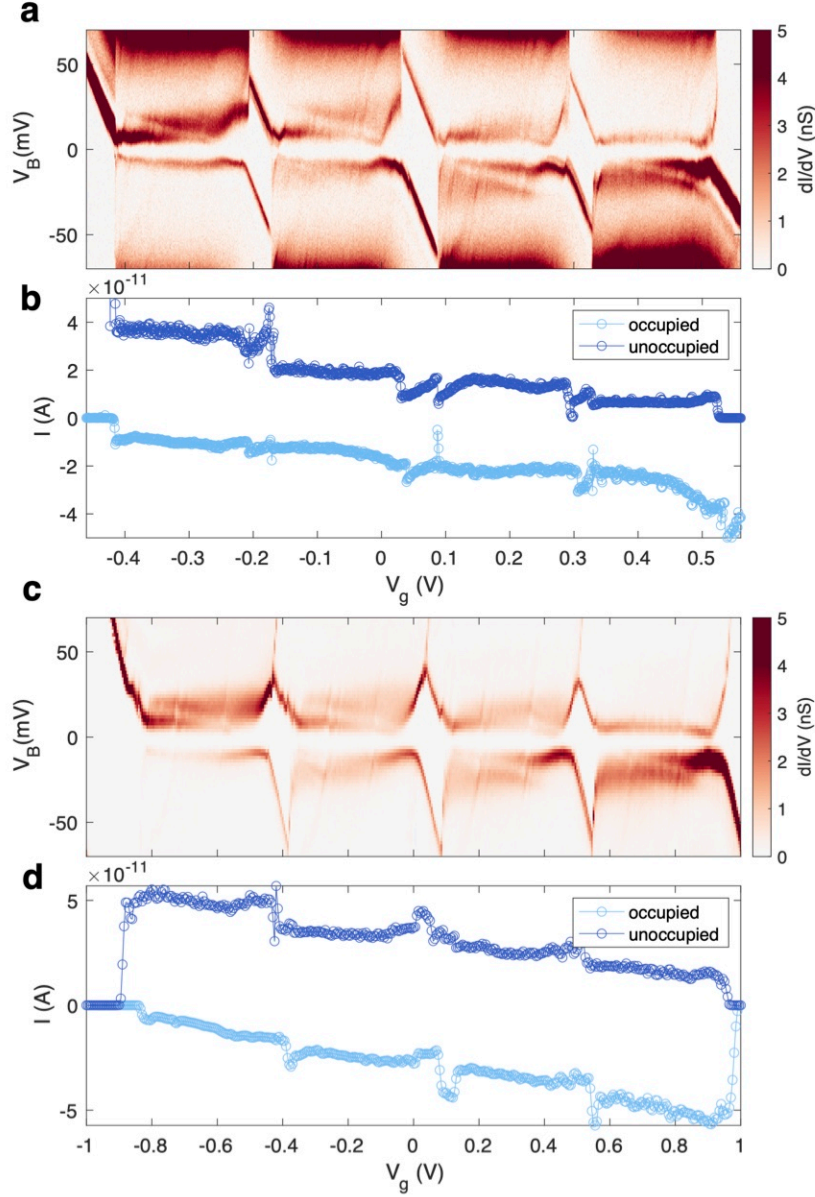 a
50
0
-50
V_B(mV)
5
4
3
2
1
0
dI/dV (nS)
b
×10^-11
4
2
0
-2
-4
I (A)
occupied
unoccupied
-0.4 -0.3 -0.2 -0.1 0 0.1 0.2 0.3 0.4 0.5
V_g (V)
c
50
0
-50
V_B(mV)
5
4
3
2
1
0
dI/dV (nS)
d
×10^-11
5
0
-5
I (A)
occupied
unoccupied
-1 -0.8 -0.6 -0.4 -0.2 0 0.2 0.4 0.6 0.8 1
V_g (V)